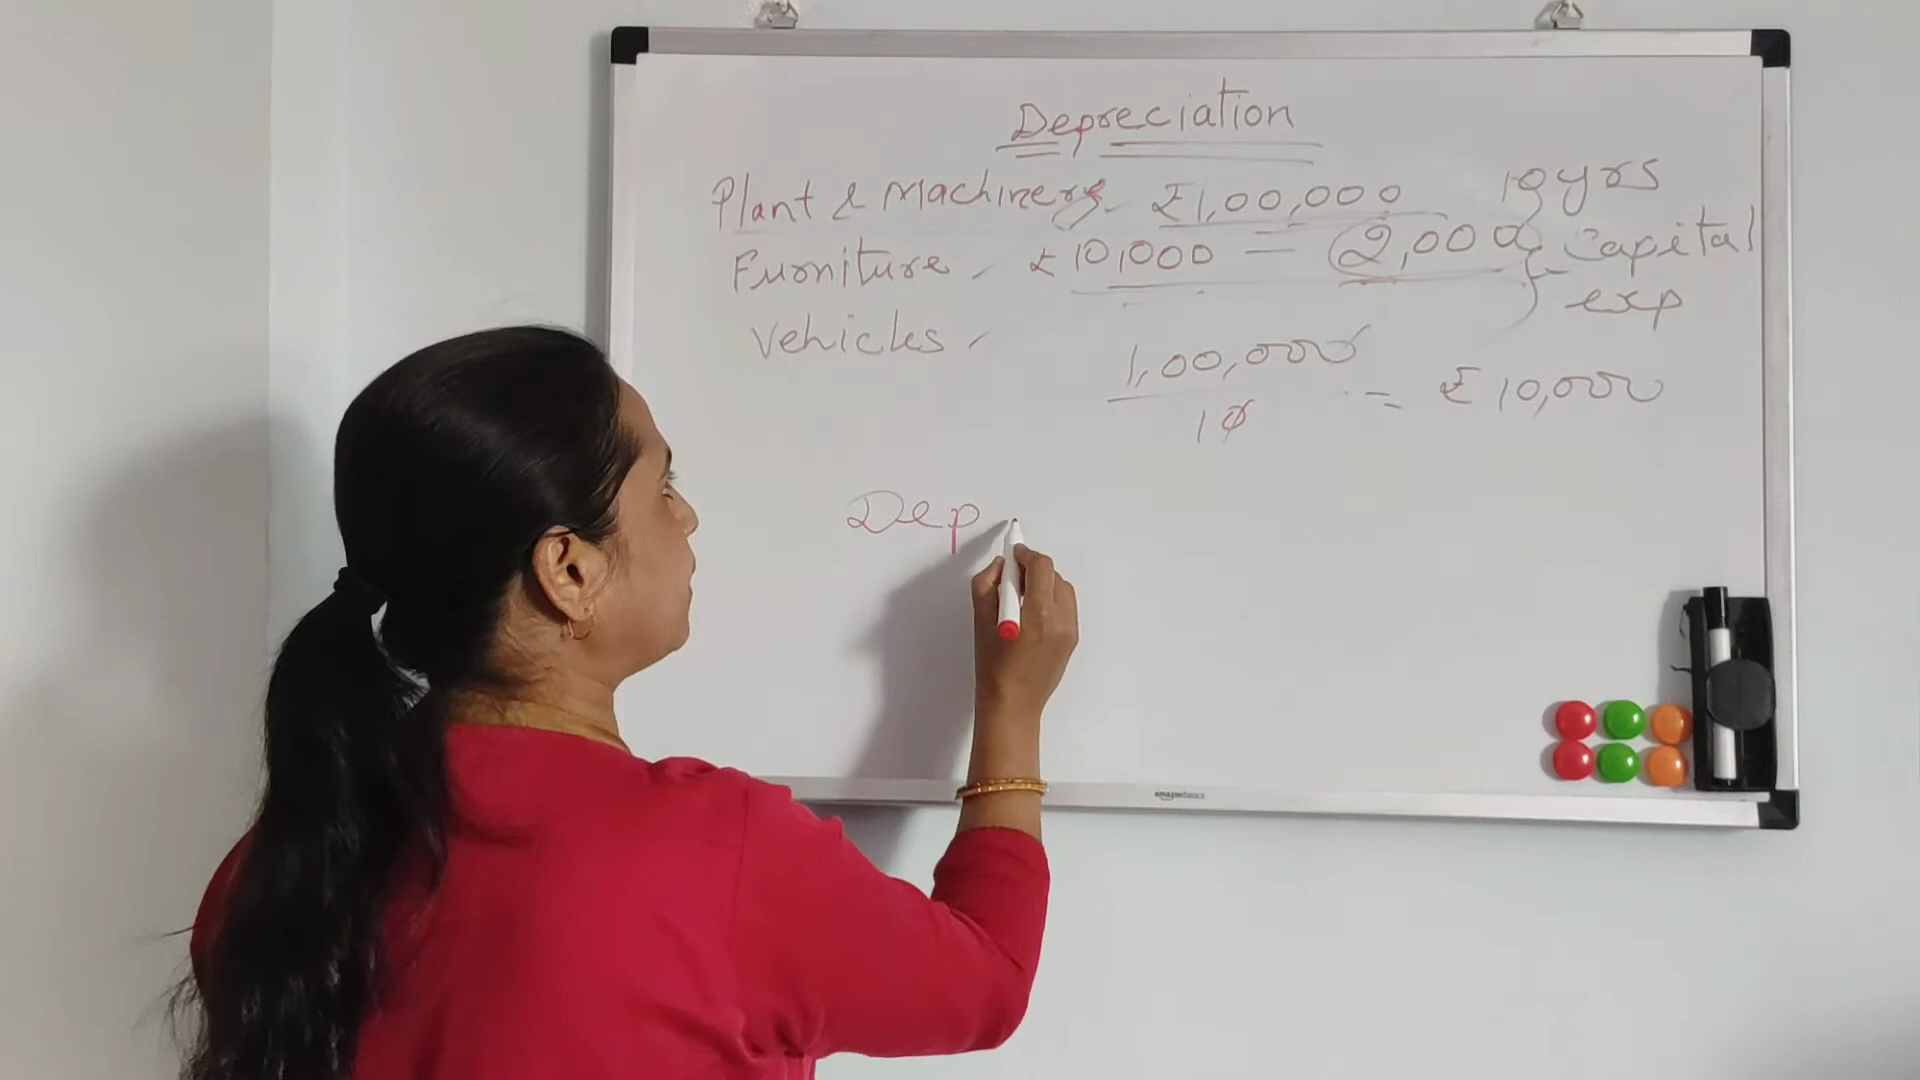 Depreciation
Plant & Machinery - ₹1,00,000 10 yrs
Furniture - ₹10,000 = 2,000 } Capital exp
Vehicles -
1,00,000
10
= ₹10,000
Dep
amazonbasics